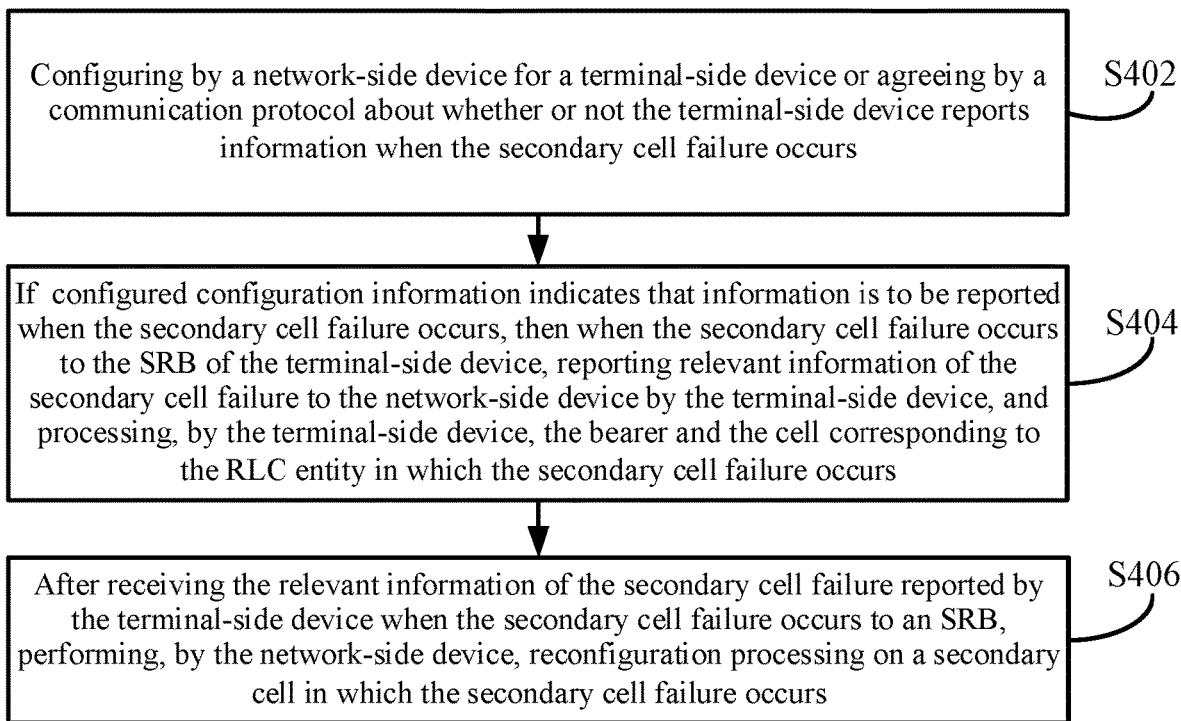 Configuring by a network-side device for a terminal-side device or agreeing by a
communication protocol about whether or not the terminal-side device reports
information when the secondary cell failure occurs
S402
If configured configuration information indicates that information is to be reported
when the secondary cell failure occurs, then when the secondary cell failure occurs
to the SRB of the terminal-side device, reporting relevant information of the
secondary cell failure to the network-side device by the terminal-side device, and
processing, by the terminal-side device, the bearer and the cell corresponding to
the RLC entity in which the secondary cell failure occurs
S404
After receiving the relevant information of the secondary cell failure reported by
the terminal-side device when the secondary cell failure occurs to an SRB,
performing, by the network-side device, reconfiguration processing on a secondary
cell in which the secondary cell failure occurs
S406